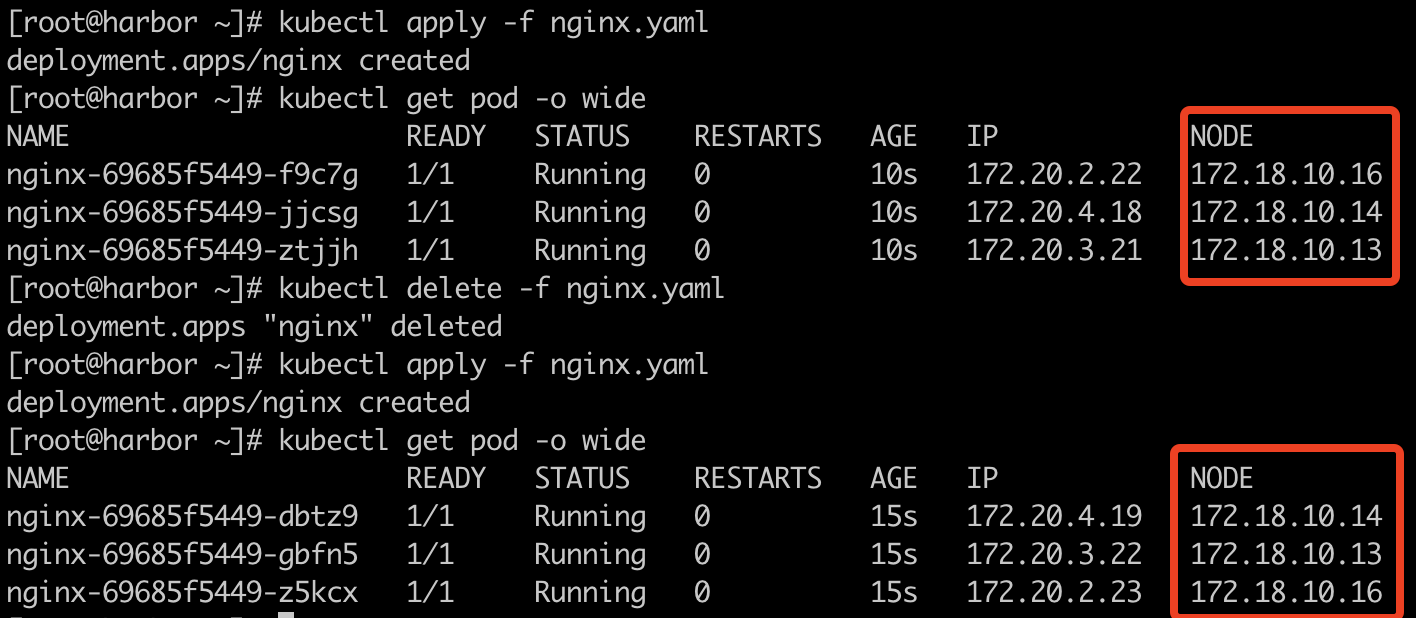 [root@harbor ~]# kubectl apply -f nginx.yaml
deployment.apps/nginx created
[root@harbor ~]# kubectl get pod -o wide
NAME READY STATUS RESTARTS AGE IP NODE
nginx-69685f5449-f9c7g 1/1 Running 0 10s 172.20.2.22 172.18.10.16
nginx-69685f5449-jjcsg 1/1 Running 0 10s 172.20.4.18 172.18.10.14
nginx-69685f5449-ztjjh 1/1 Running 0 10s 172.20.3.21 172.18.10.13
[root@harbor ~]# kubectl delete -f nginx.yaml
deployment.apps "nginx" deleted
[root@harbor ~]# kubectl apply -f nginx.yaml
deployment.apps/nginx created
[root@harbor ~]# kubectl get pod -o wide
NAME READY STATUS RESTARTS AGE IP NODE
nginx-69685f5449-dbtz9 1/1 Running 0 15s 172.20.4.19 172.18.10.14
nginx-69685f5449-gbfn5 1/1 Running 0 15s 172.20.3.22 172.18.10.13
nginx-69685f5449-z5kcx 1/1 Running 0 15s 172.20.2.23 172.18.10.16